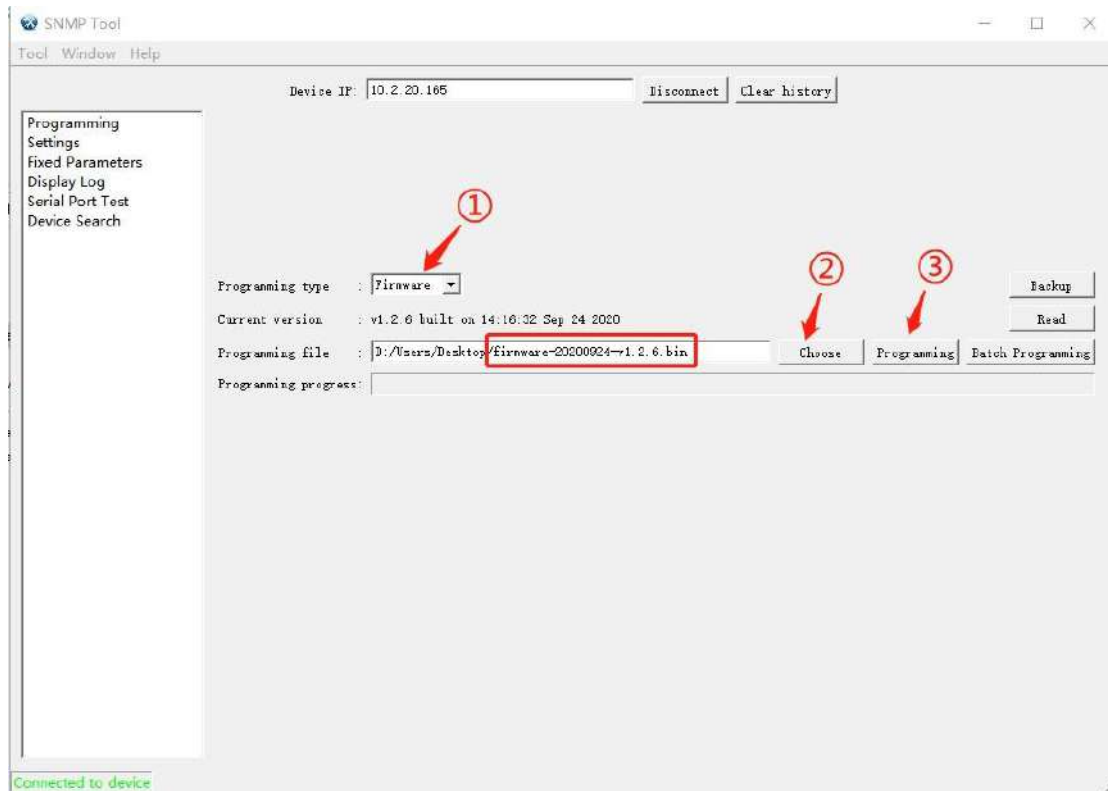 SNMP Tool
Tool Window Help
Device IP: 10.2.20.165 Disconnect Clear history
Programming
Settings
Fixed Parameters
Display Log
Serial Port Test
Device Search
①
②
③
Programming type : Firmware Backup
Current version : v1.2.6 built on 14:16:32 Sep 24 2020 Read
Programming file : D:/Users/Desktop/firmware-20200924-v1.2.6.bin Choose Programming Batch Programming
Programming progress:
Connected to device